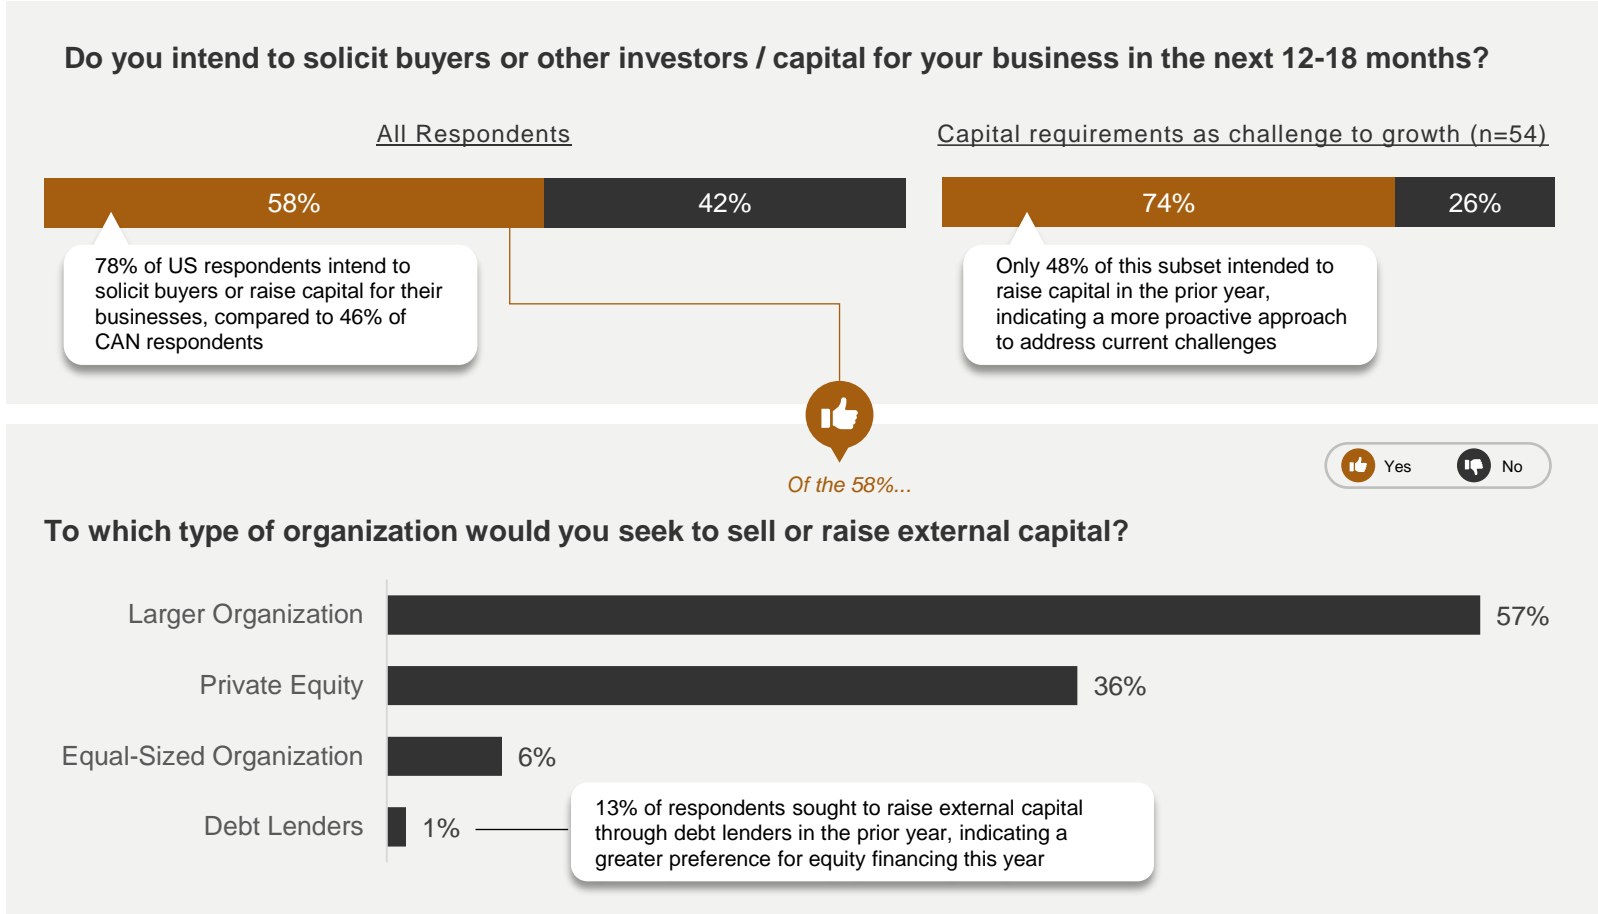 Do you intend to solicit buyers or other investors / capital for your business in the next 12-18 months?
All Respondents
58%
42%
78% of US respondents intend to
solicit buyers or raise capital for their
businesses, compared to 46% of
CAN respondents
Capital requirements as challenge to growth (n=54)
74%
26%
Only 48% of this subset intended to
raise capital in the prior year,
indicating a more proactive approach
to address current challenges
Of the 58%...
Yes
No
To which type of organization would you seek to sell or raise external capital?
Larger Organization
57%
Private Equity
36%
Equal-Sized Organization
6%
Debt Lenders
1%
13% of respondents sought to raise external capital
through debt lenders in the prior year, indicating a
greater preference for equity financing this year